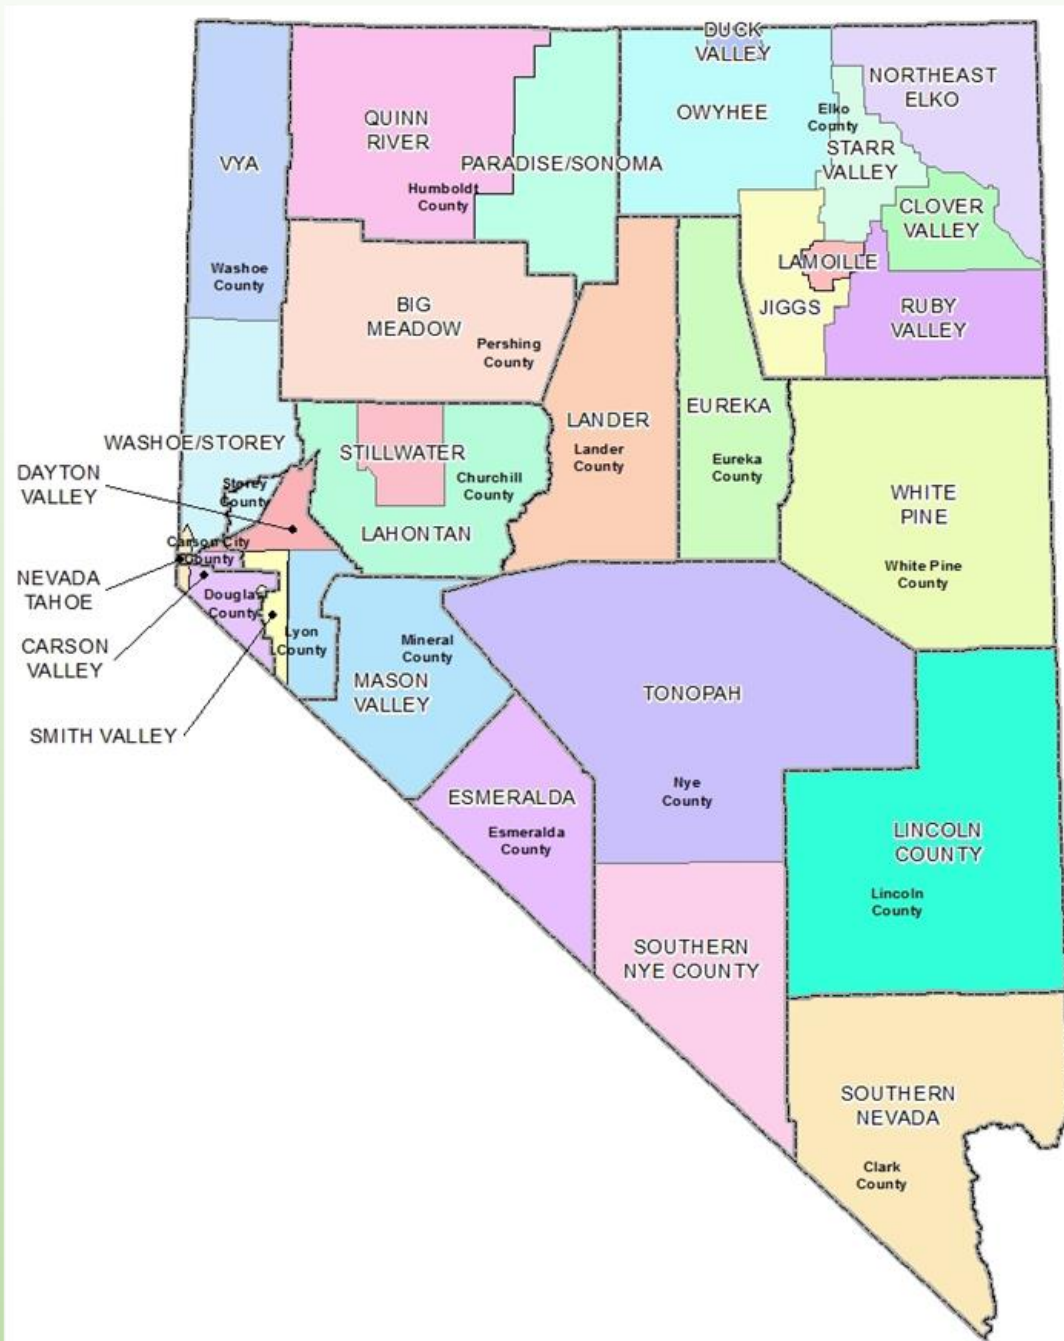 DUCK
VALLEY
NORTHEAST
ELKO
QUINN
RIVER
OWYHEE
Elko
County
STARR
VALLEY
VYA
PARADISE/SONOMA
Humboldt
County
CLOVER
VALLEY
Washoe
County
LAMOILLE
BIG
MEADOW
JIGGS
RUBY
VALLEY
Pershing
County
EUREKA
LANDER
WASHOE/STOREY
STILLWATER
Lander
County
Eureka
County
DAYTON
VALLEY
Storey
County
Churchill
County
WHITE
PINE
LAHONTAN
Carson City
County
White Pine
County
NEVADA
TAHOE
Douglas
County
CARSON
VALLEY
Lyon
County
Mineral
County
MASON
VALLEY
TONOPAH
SMITH VALLEY
Nye
County
ESMERALDA
Esmeralda
County
LINCOLN
COUNTY
Lincoln
County
SOUTHERN
NYE COUNTY
SOUTHERN
NEVADA
Clark
County